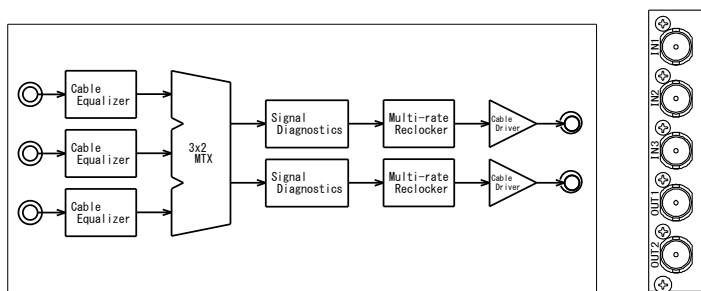 Cable
Equalizer
Cable
Equalizer
Cable
Equalizer
3x2
MTX
Signal
Diagnostics
Multi-rate
Reclocker
Cable
Driver
Signal
Diagnostics
Multi-rate
Reclocker
Cable
Driver
IN1
IN2
IN3
OUT1
OUT2